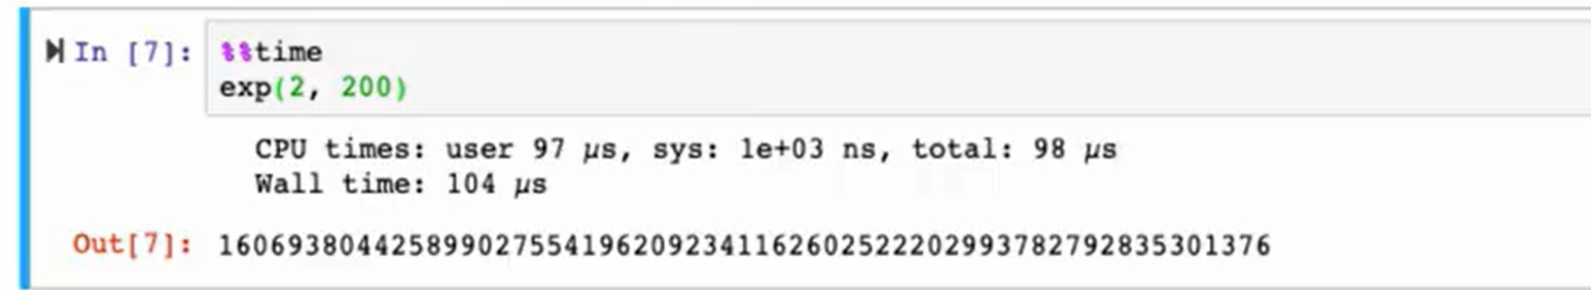 In [7]: %%time
exp(2, 200)
CPU times: user 97 µs, sys: 1e+03 ns, total: 98 µs
Wall time: 104 µs
Out[7]: 1606938044258990275541962092341162602522202993782792835301376